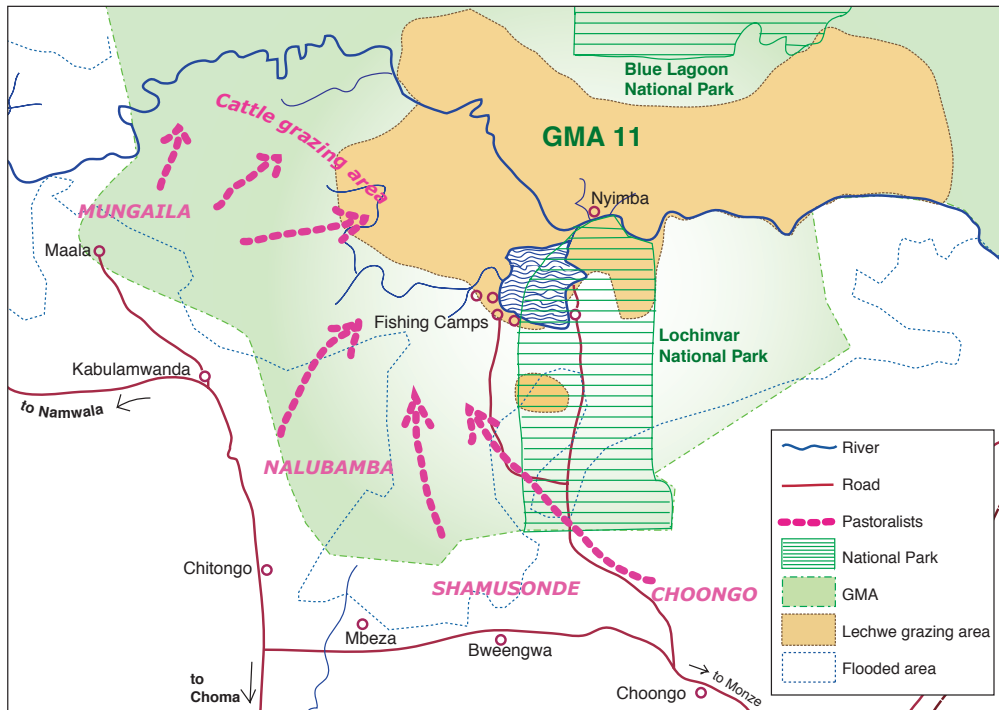 Blue Lagoon
National Park
GMA 11
Cattle grazing area
Nyimba
MUNGAILA
Maala
Fishing Camps
Lochinvar
National Park
Kabulamwanda
to Namwala
NALUBAMBA
Chitongo
SHAMUSONDE
CHOONGO
Mbeza
Bweengwa
to
Choma
Choongo
to Monze
River
Road
Pastoralists
National Park
GMA
Lechwe grazing area
Flooded area